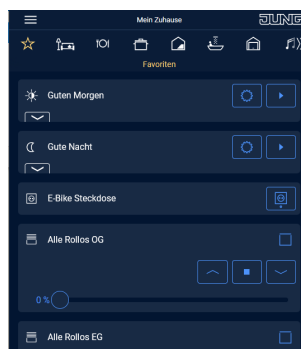 Mein Zuhause
JUNG
Favoriten
Guten Morgen
Gute Nacht
E-Bike Steckdose
Alle Rollos OG
0 %
Alle Rollos EG